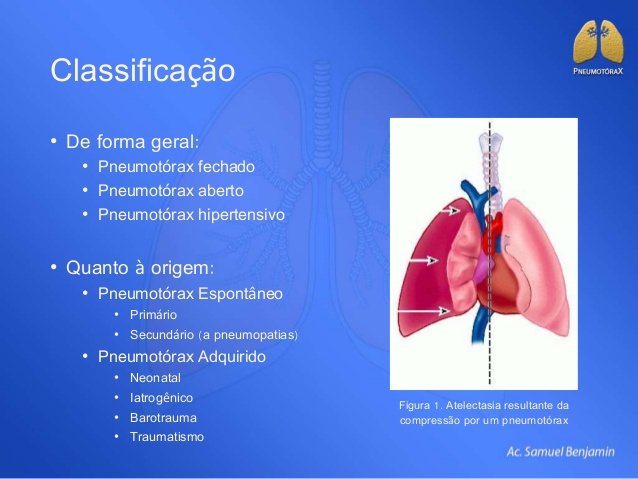 PNEUMOTÓRAX
Classificação
• De forma geral:
• Pneumotórax fechado
• Pneumotórax aberto
• Pneumotórax hipertensivo
• Quanto à origem:
• Pneumotórax Espontâneo
• Primário
• Secundário (a pneumopatias)
• Pneumotórax Adquirido
• Neonatal
• Iatrogênico
• Barotrauma
• Traumatismo
Figura 1. Atelectasia resultante da
compressão por um pneumotórax
Ac. Samuel Benjamin